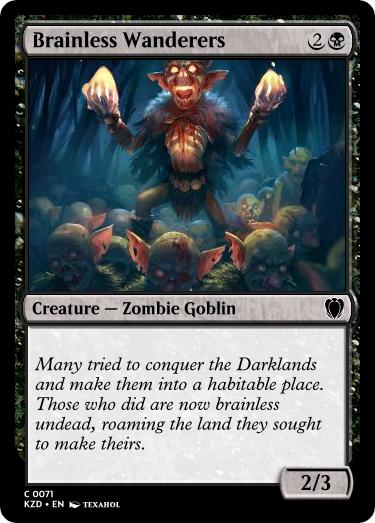 Brainless Wanderers 2
Creature — Zombie Goblin
Many tried to conquer the Darklands
and make them into a habitable place.
Those who did are now brainless
undead, roaming the land they sought
to make theirs.
2/3
C 0071
KZD • EN TEXAHOL